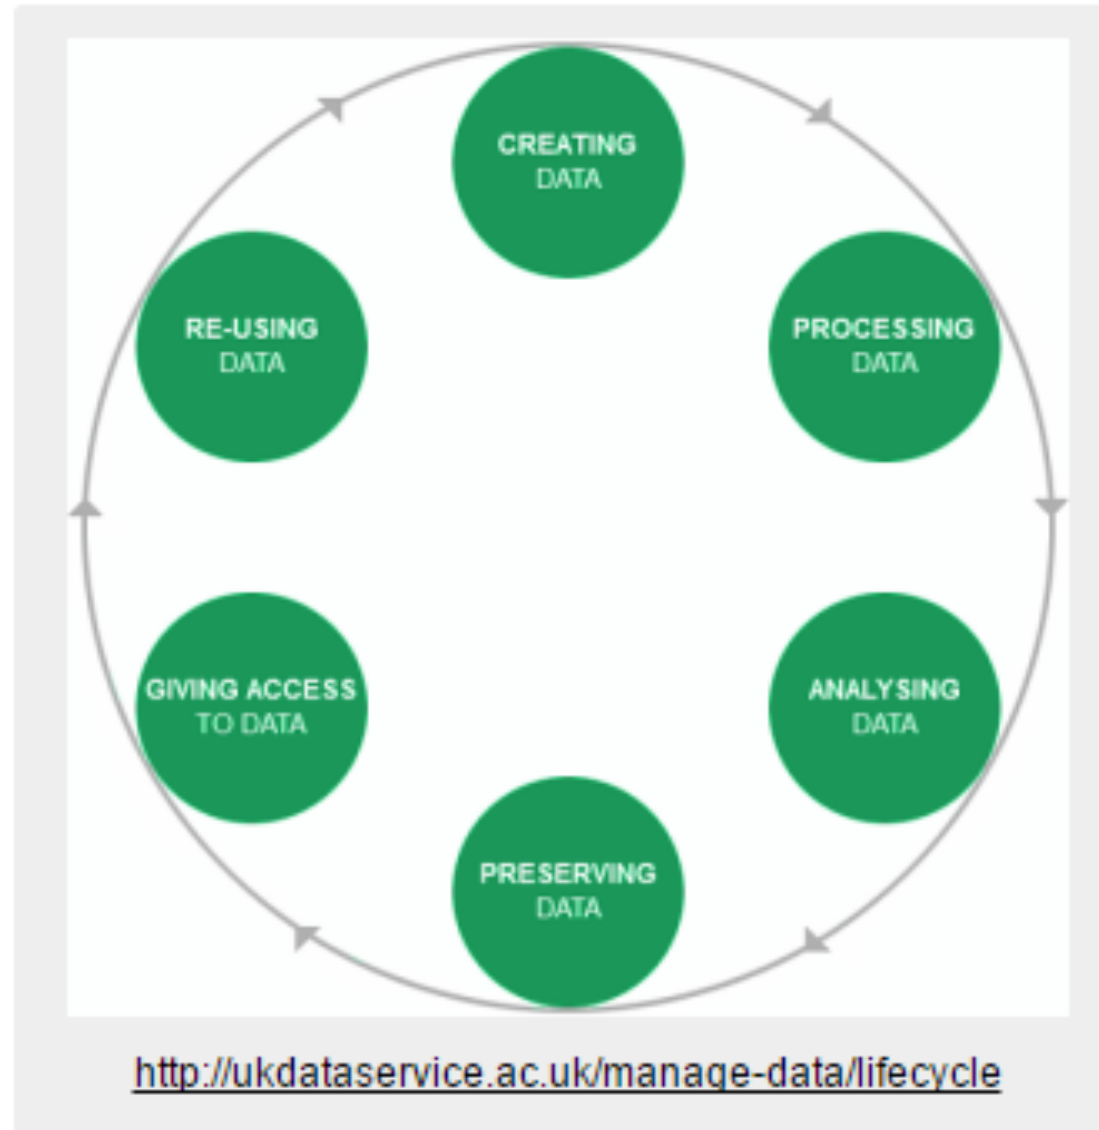 CREATING
DATA
PROCESSING
DATA
ANALYSING
DATA
PRESERVING
DATA
GIVING ACCESS
TO DATA
RE-USING
DATA
http://ukdataservice.ac.uk/manage-data/lifecycle